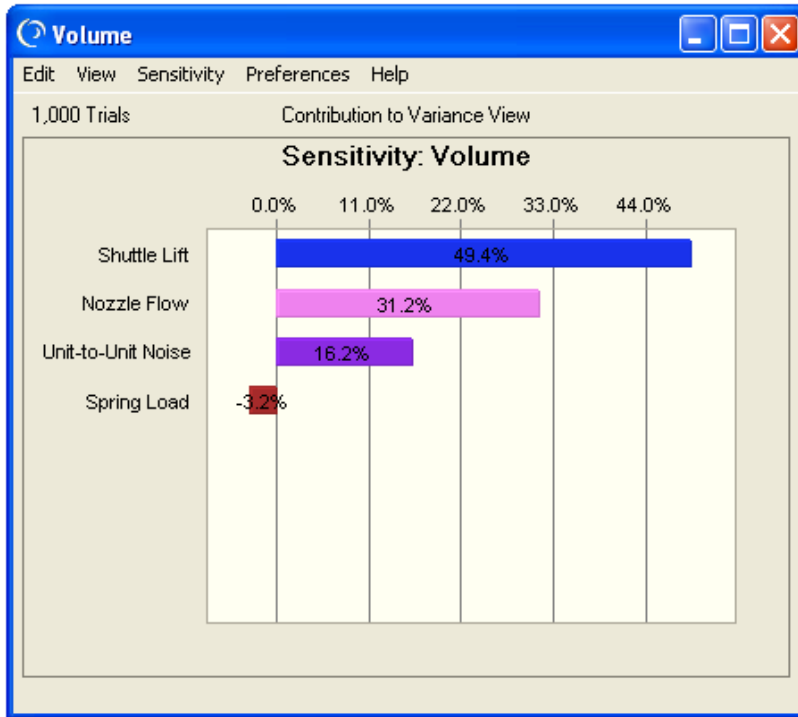 Volume
Edit View Sensitivity Preferences Help
1,000 Trials Contribution to Variance View
Sensitivity: Volume
0.0% 11.0% 22.0% 33.0% 44.0%
Shuttle Lift 49.4%
Nozzle Flow 31.2%
Unit-to-Unit Noise 16.2%
Spring Load -3.2%